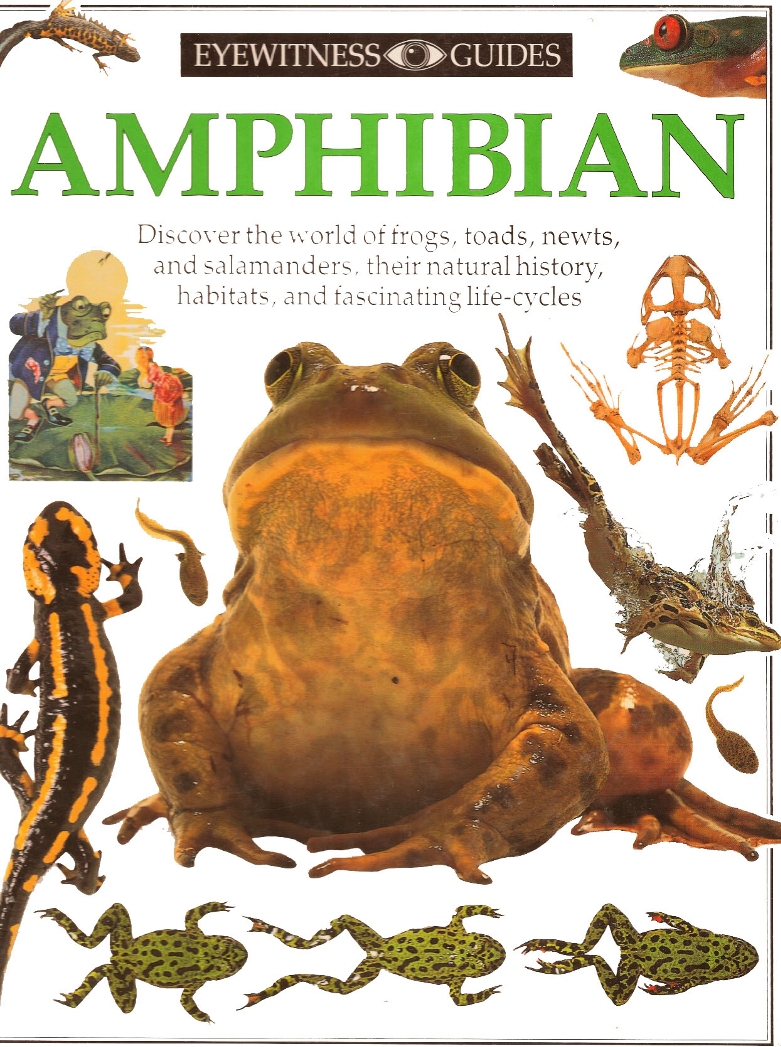 EYEWITNESS GUIDES
AMPHIBIAN
Discover the world of frogs, toads, newts,
and salamanders, their natural history,
habitats, and fascinating life-cycles